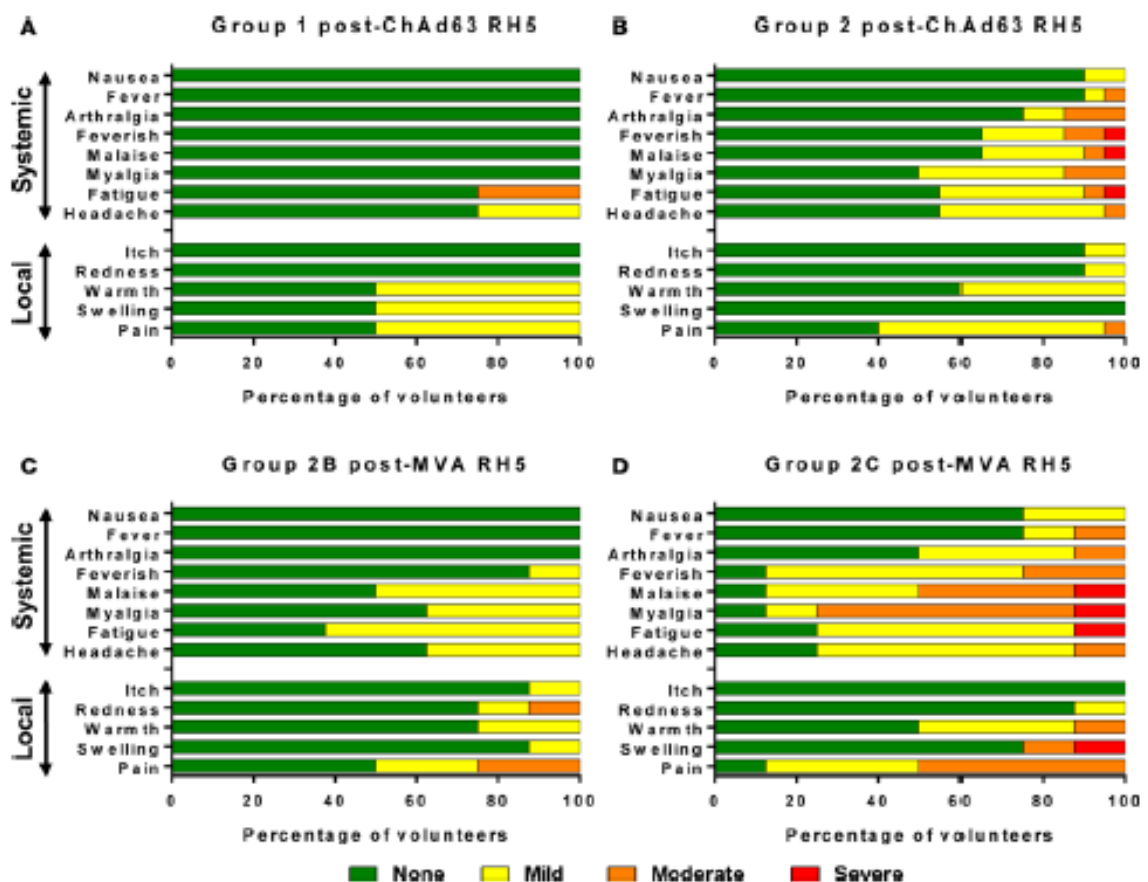 A Group 1 post-ChAd63 RH5
Systemic
Nausea
Fever
Arthralgia
Feverish
Malaise
Myalgia
Fatigue
Headache
Local
Itch
Redness
Warmth
Swelling
Pain
0 20 40 60 80 100
Percentage of volunteers
B Group 2 post-ChAd63 RH5
Nausea
Fever
Arthralgia
Feverish
Malaise
Myalgia
Fatigue
Headache
Itch
Redness
Warmth
Swelling
Pain
0 20 40 60 80 100
Percentage of volunteers
C Group 2B post-MVA RH5
Systemic
Nausea
Fever
Arthralgia
Feverish
Malaise
Myalgia
Fatigue
Headache
Local
Itch
Redness
Warmth
Swelling
Pain
0 20 40 60 80 100
Percentage of volunteers
D Group 2C post-MVA RH5
Nausea
Fever
Arthralgia
Feverish
Malaise
Myalgia
Fatigue
Headache
Itch
Redness
Warmth
Swelling
Pain
0 20 40 60 80 100
Percentage of volunteers
None Mild Moderate Severe